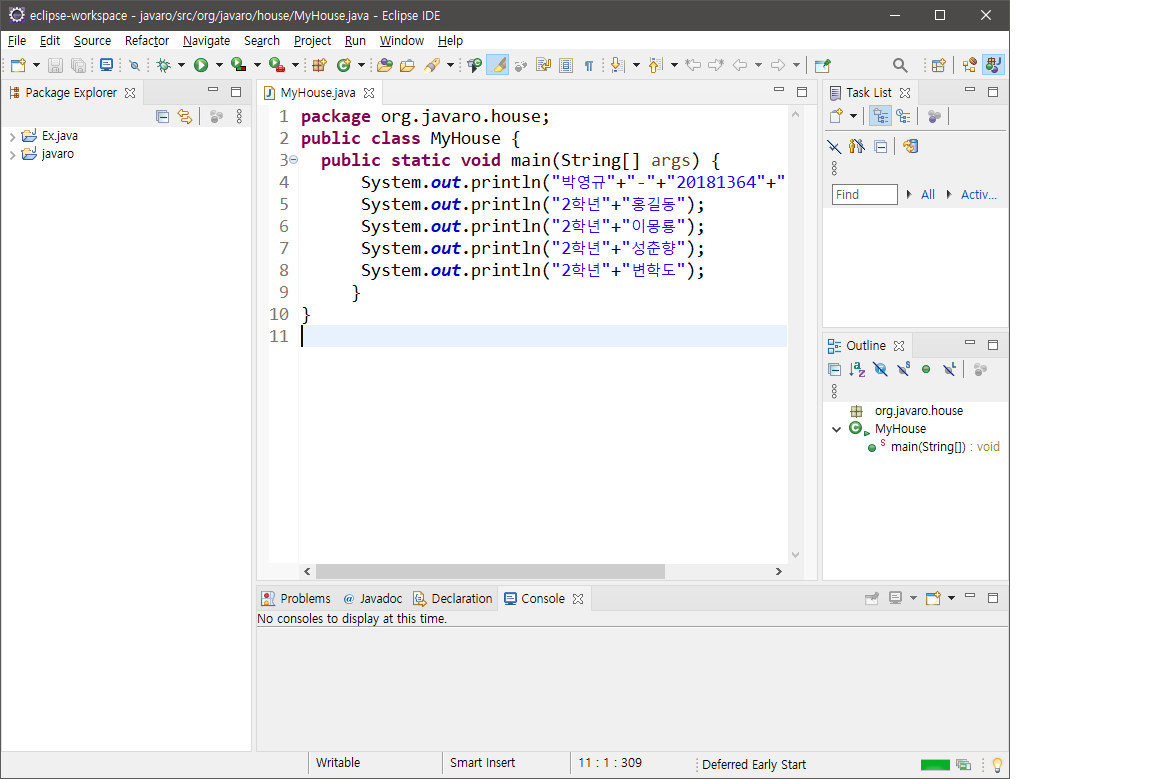 eclipse-workspace - javaro/src/org/javaro/house/MyHouse.java - Eclipse IDE
File Edit Source Refactor Navigate Search Project Run Window Help
Package Explorer
Ex.java
javaro
MyHouse.java
1 package org.javaro.house;
2 public class MyHouse {
3 public static void main(String[] args) {
4 System.out.println("박영규"+"-"+"20181364"+"
5 System.out.println("2학년"+"홍길동");
6 System.out.println("2학년"+"이몽룡");
7 System.out.println("2학년"+"성춘향");
8 System.out.println("2학년"+"변학도");
9 }
10 }
11
Task List
Find All Activ...
Outline
org.javaro.house
MyHouse
main(String[]) : void
Problems Javadoc Declaration Console
No consoles to display at this time.
Writable Smart Insert 11 : 1 : 309 Deferred Early Start